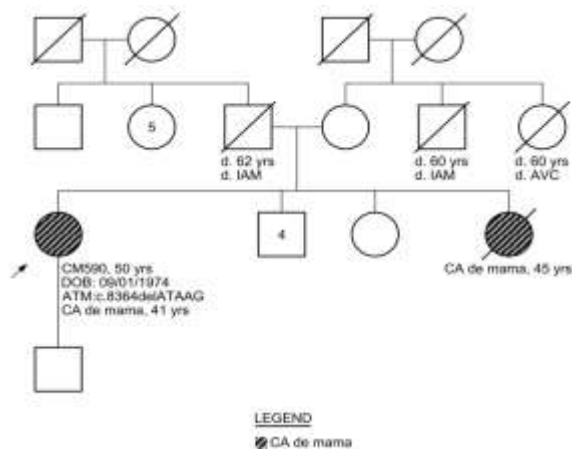 5
d. 62 yrs
d. IAM
d. 60 yrs
d. IAM
d. 60 yrs
d. AVC
4
CM590, 50 yrs
DOB: 09/01/1974
ATM:c.8364delATAAG
CA de mama, 41 yrs
CA de mama, 45 yrs
LEGEND
CA de mama